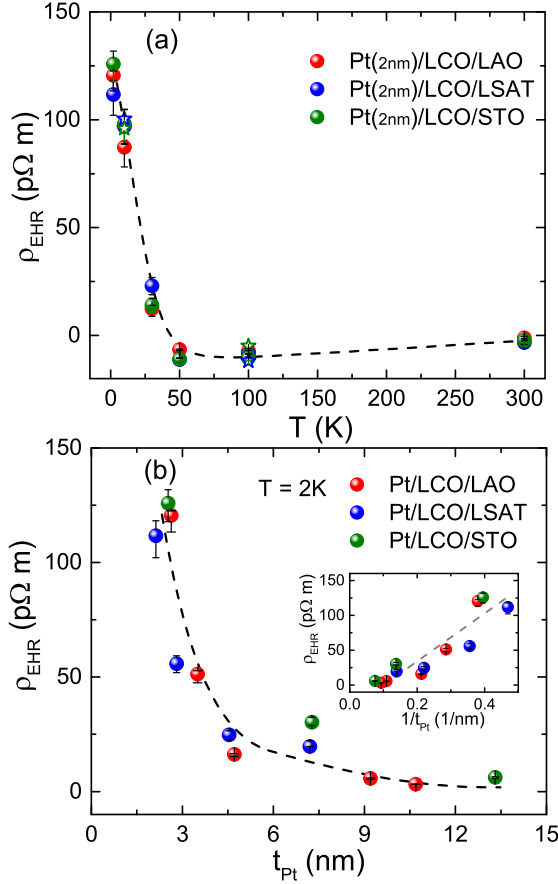 (a)
Pt(2nm)/LCO/LAO
Pt(2nm)/LCO/LSAT
Pt(2nm)/LCO/STO
150
100
50
0
ρEHR (pΩ m)
0 50 100 150 200 250 300
T (K)
(b)
T = 2K
Pt/LCO/LAO
Pt/LCO/LSAT
Pt/LCO/STO
150
100
50
0
ρEHR (pΩ m)
150
125
100
75
50
25
0
ρEHR (pΩ m)
0.0 0.2 0.4
1/tPt (1/nm)
0 3 6 9 12 15
tPt (nm)